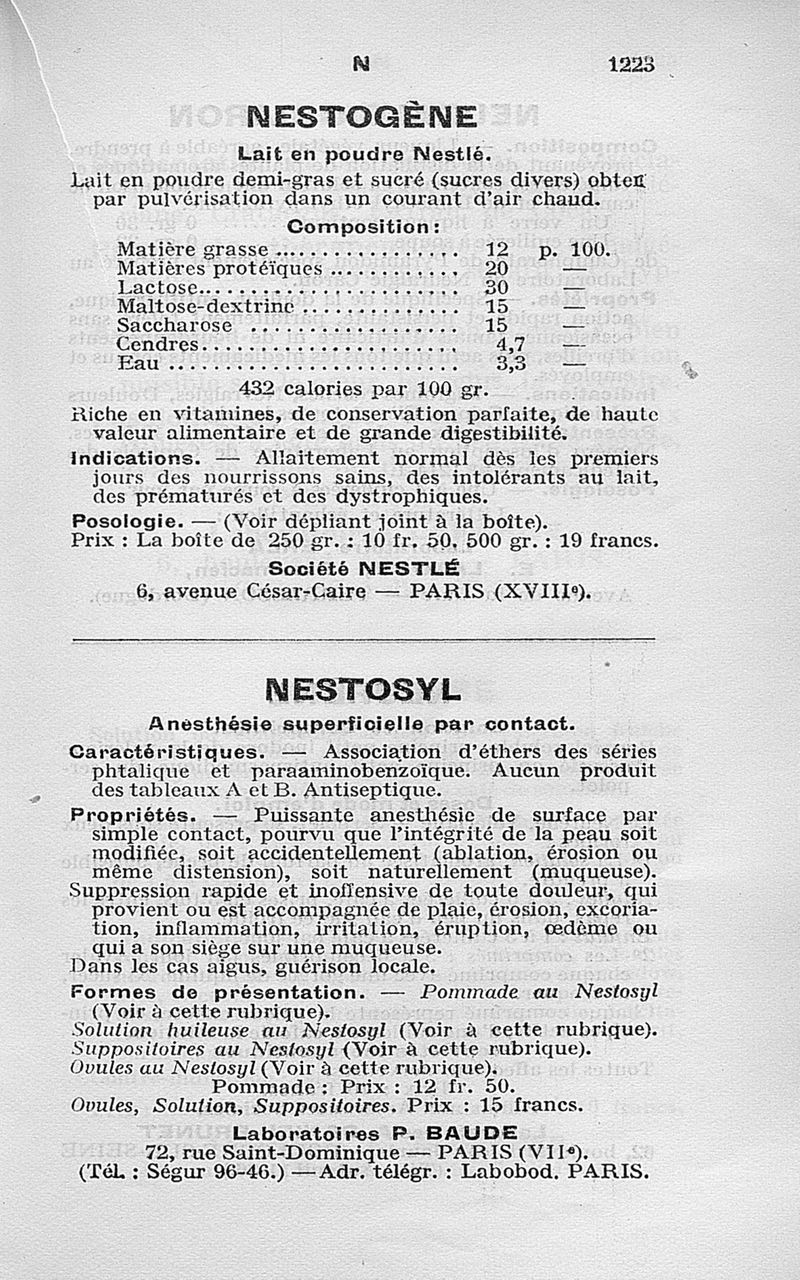 N 1223
NESTOGÈNE
Lait en poudre Nestlé.
Lait en poudre demi-gras et sucré (sucres divers)
par pulvérisation dans un courant d'air chaud.
Composition :
Matière grasse .................. 12 p. 100.
Matières protéïques ............ 20 —
Lactose........................ 30 —
Maltose-dextrine ............... 15 —
Saccharose .................. 15 —
Cendres........................ 4,7 —
Eau ........................... 3,3 —
432 calories par 100 gr.
Riche en vitamines, de conservation parfaite, de haute
valeur alimentaire et de grande digestibilité.
Indications. — Allaitement normal dès les premiers
jours des nourrissons sains, des intolérants au lait,
des prématurés et des dystrophiques.
Posologie. — (Voir dépliant joint à la boîte).
Prix : La boîte de 250 gr. : 10 fr. 50. 500 gr. : 19 francs.
Société NESTLÉ
6, avenue César-Caire — PARIS (XVIIIe).
NESTOSYL
Anesthésie superficielle par contact.
Caractéristiques. — Association d'éthers des séries
phtalique et paraaminobenzoïque. Aucun produit
des tableaux A et B. Antiseptique.
Propriétés. — Puissante anesthésie de surface par
simple contact, pourvu que l'intégrité de la peau soit
modifiée, soit accidentellement (ablation, érosion ou
même distension), soit naturellement (muqueuse).
Suppression rapide et inoffensive de toute douleur, qui
provient ou est accompagnée de plaie, érosion, excoria-
tion, inflammation, irritation, éruption, œdème ou
qui a son siège sur une muqueuse.
Dans les cas aigus, guérison locale.
Formes de présentation. — Pommade au Nestosyl
(Voir à cette rubrique).
Solution huileuse au Nestosyl (Voir à cette rubrique).
Suppositoires au Nestosyl (Voir à cette rubrique).
Ovules au Nestosyl (Voir à cette rubrique).
Pommade : Prix : 12 fr. 50.
Ovules, Solution, Suppositoires. Prix : 15 francs.
Laboratoires P. BAUDE
72, rue Saint-Dominique — PARIS (VIIe).
(Tél. : Ségur 96-46.) — Adr. télégr. : Labobod. PARIS.